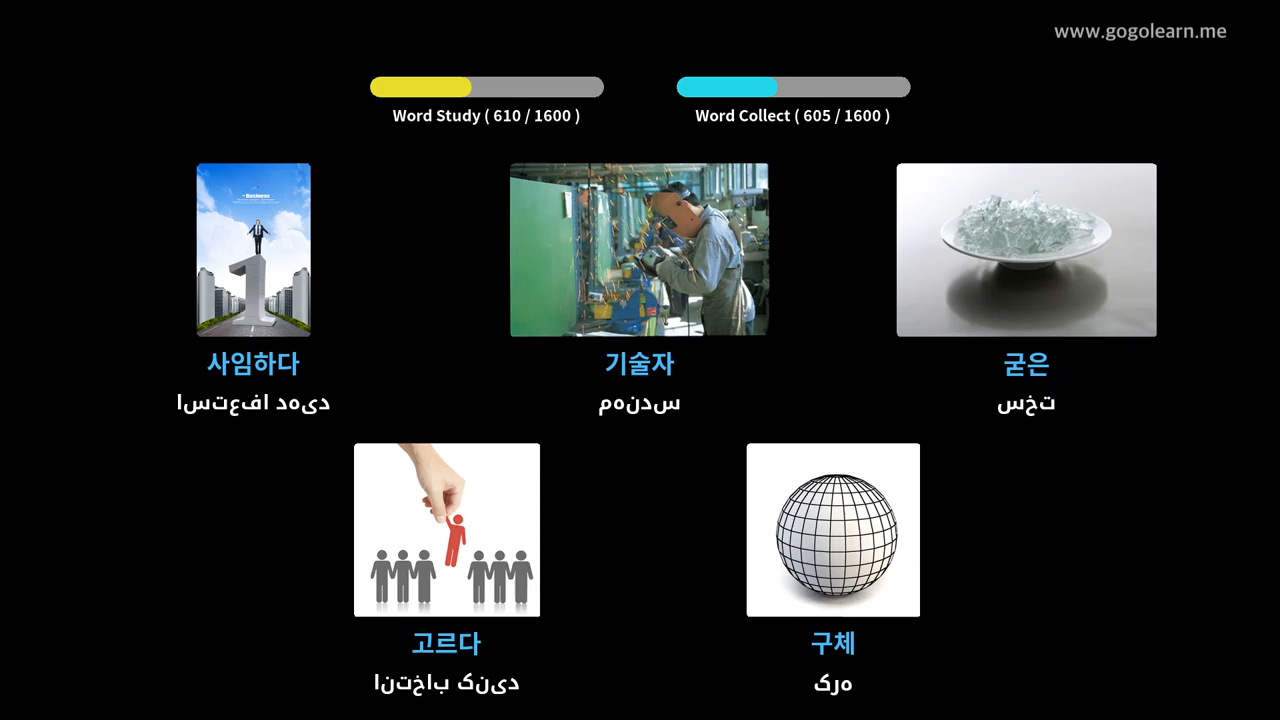 www.gogolearn.me
Word Study ( 610 / 1600 )
Word Collect ( 605 / 1600 )
Business
사임하다
기술자
굳은
استعفا دهید
مهندس
سخت
고르다
구체
انتخاب کنید
کره